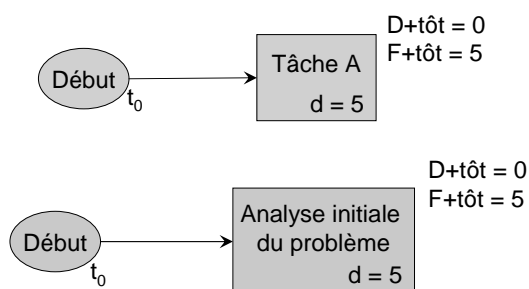 D+tôt = 0
F+tôt = 5
Début
t0
Tâche A
d = 5
D+tôt = 0
F+tôt = 5
Début
t0
Analyse initiale
du problème
d = 5